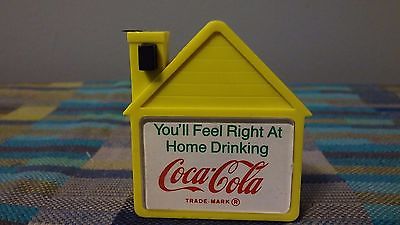 You'll Feel Right At
Home Drinking
Coca-Cola
TRADE-MARK ®